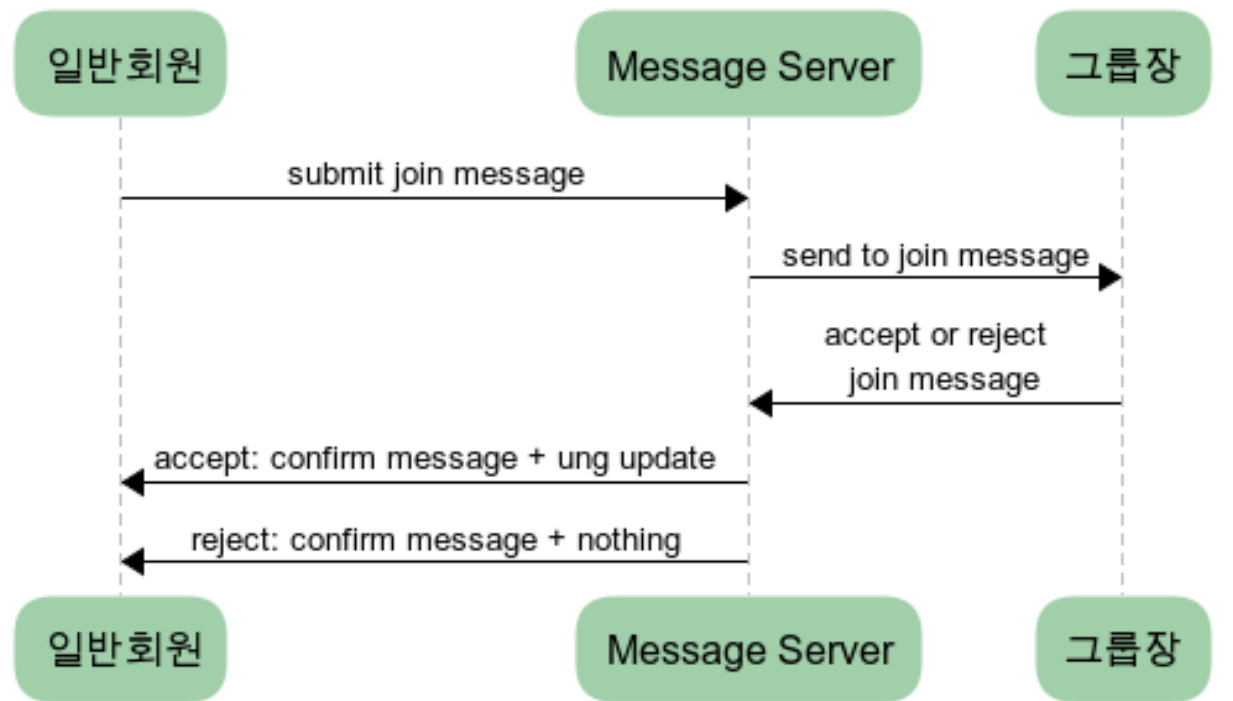 일반회원
Message Server
그룹장
submit join message
send to join message
accept or reject
join message
accept: confirm message + ung update
reject: confirm message + nothing
일반회원
Message Server
그룹장